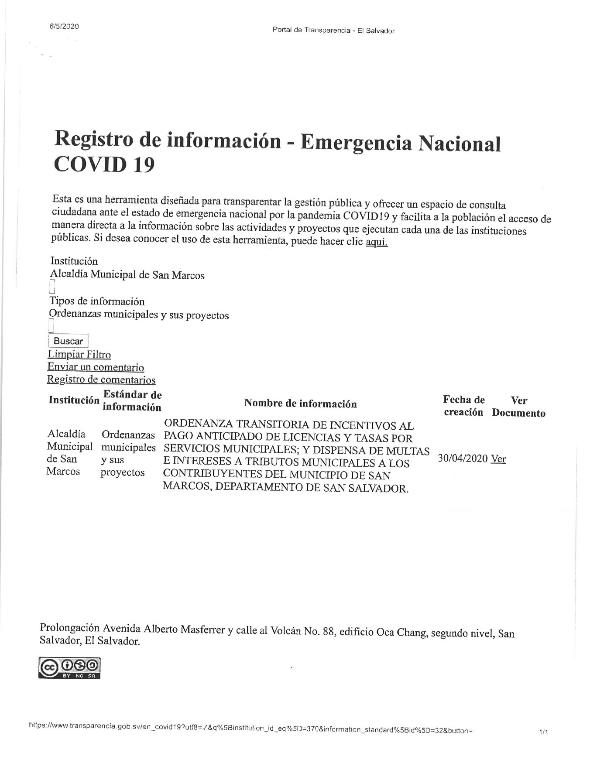 6/5/2020
Portal de Transparencia - El Salvador
Registro de información - Emergencia Nacional
COVID 19
Esta es una herramienta diseñada para transparentar la gestión pública y ofrecer un espacio de consulta
ciudadana ante el estado de emergencia nacional por la pandemia COVID19 y facilita a la población el acceso de
manera directa a la información sobre las actividades y proyectos que ejecutan cada una de las instituciones
públicas. Si desea conocer el uso de esta herramienta, puede hacer clic aquí.
Institución
Alcaldía Municipal de San Marcos
Tipos de información
Ordenanzas municipales y sus proyectos
Buscar
Limpiar Filtro
Enviar un comentario
Registro de comentarios
Institución
Estándar de
información
Nombre de información
Fecha de
creación
Ver
Documento
Alcaldía
Municipal
de San
Marcos
Ordenanzas
municipales
y sus
proyectos
ORDENANZA TRANSITORIA DE INCENTIVOS AL
PAGO ANTICIPADO DE LICENCIAS Y TASAS POR
SERVICIOS MUNICIPALES; Y DISPENSA DE MULTAS
E INTERESES A TRIBUTOS MUNICIPALES A LOS
CONTRIBUYENTES DEL MUNICIPIO DE SAN
MARCOS, DEPARTAMENTO DE SAN SALVADOR.
30/04/2020 Ver
Prolongación Avenida Alberto Masferrer y calle al Volcán No. 88, edificio Oca Chang, segundo nivel, San
Salvador, El Salvador.
cc
BY NC SA
https://www.transparencia.gob.sv/en_covid19?utf8=✓&q%5Binstitution_id_eq%5D=370&information_standard%5Bid%5D=32&button=
1/1